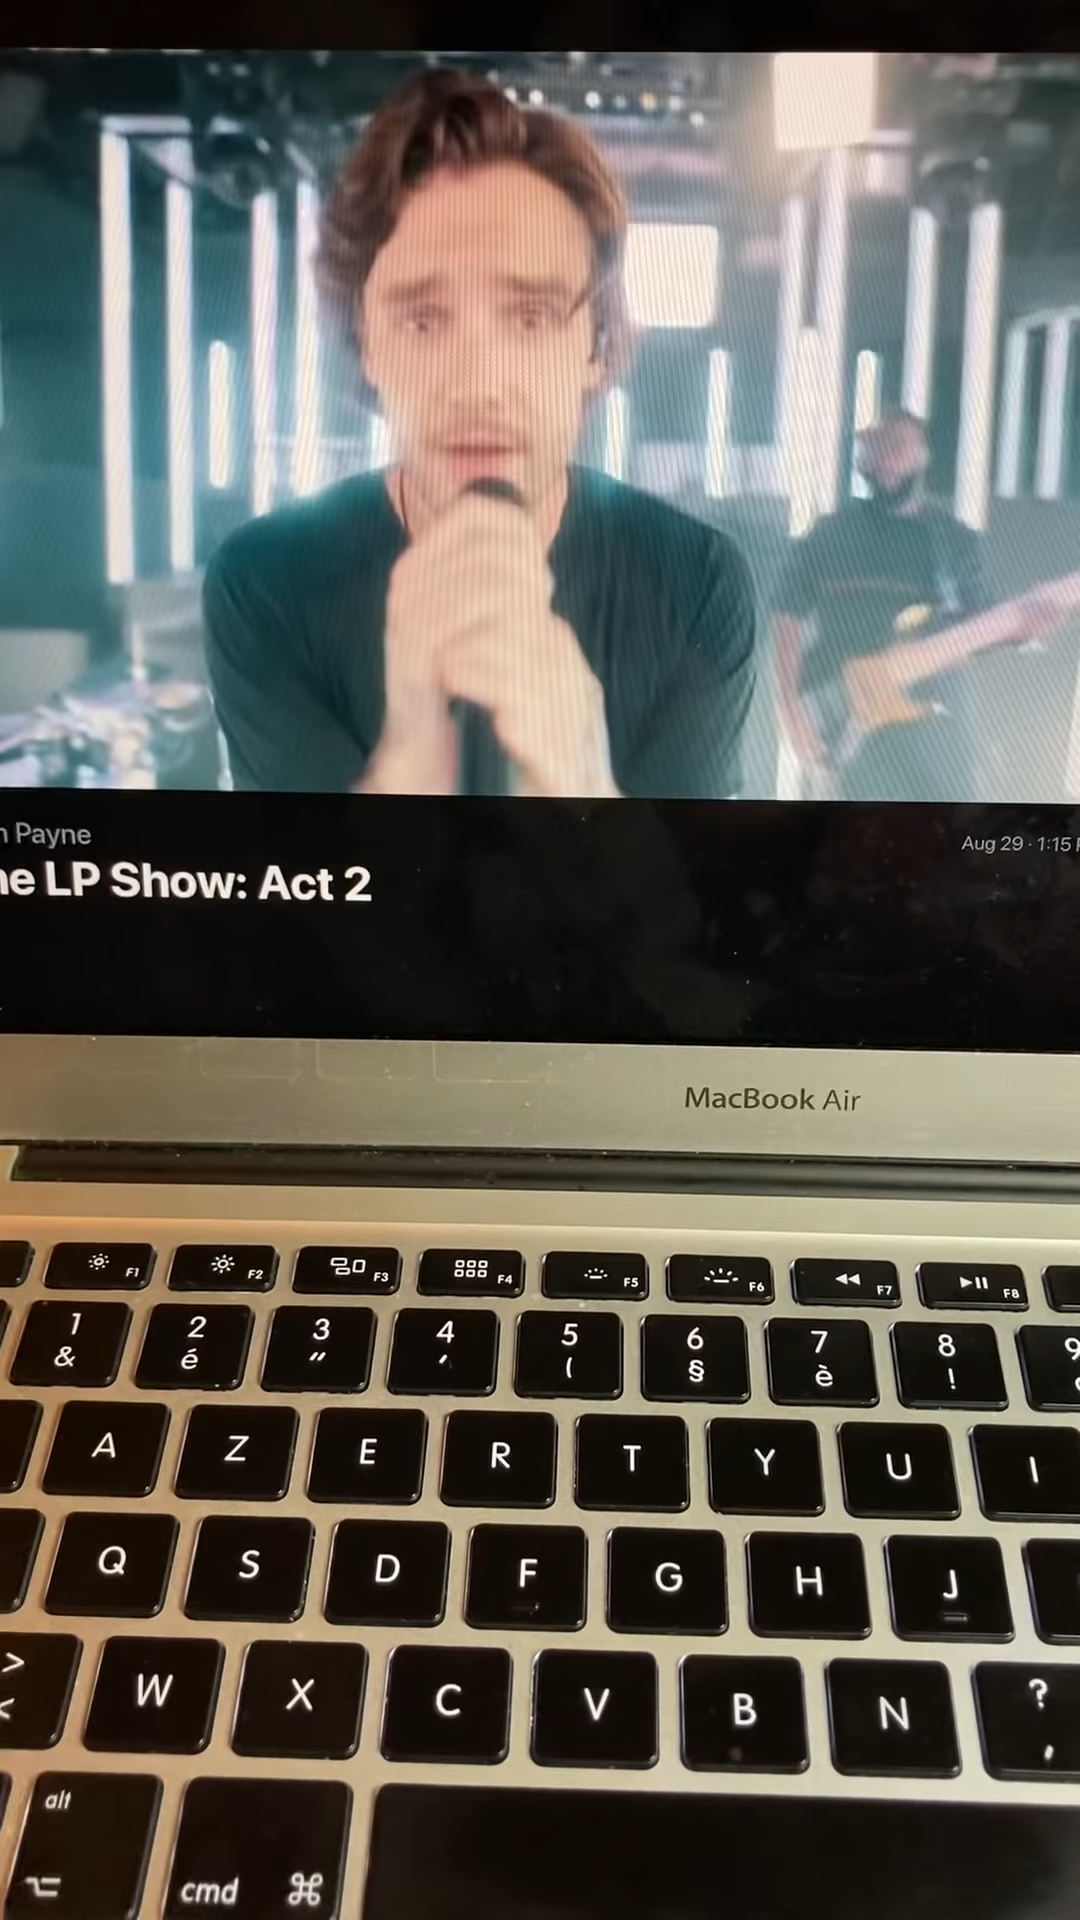 n Payne
Aug 29 · 1:15 P
he LP Show: Act 2
MacBook Air
F1 F2 F3 F4 F5 F6 F7 F8
1 2 3 4 5 6 7 8 9
& é " ' ( § è !
A Z E R T Y U I
Q S D F G H J
>
<
W X C V B N ?
,
alt
cmd ⌘